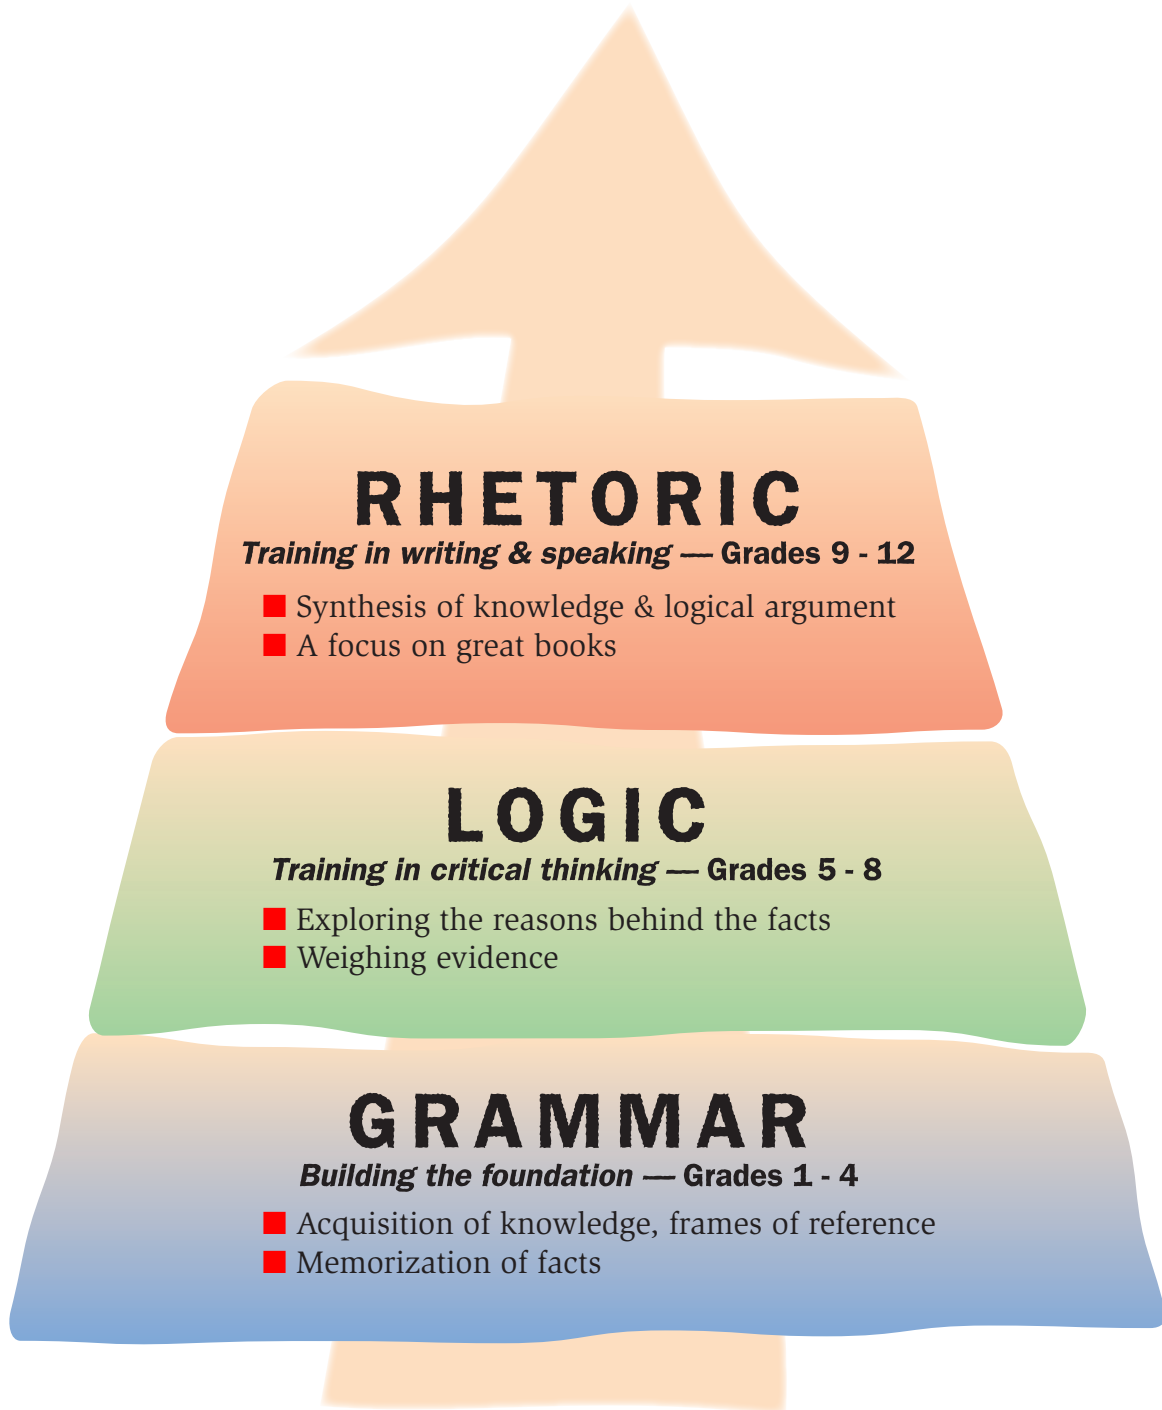 RHETORIC
Training in writing & speaking — Grades 9 - 12
■ Synthesis of knowledge & logical argument
■ A focus on great books
LOGIC
Training in critical thinking — Grades 5 - 8
■ Exploring the reasons behind the facts
■ Weighing evidence
GRAMMAR
Building the foundation — Grades 1 - 4
■ Acquisition of knowledge, frames of reference
■ Memorization of facts